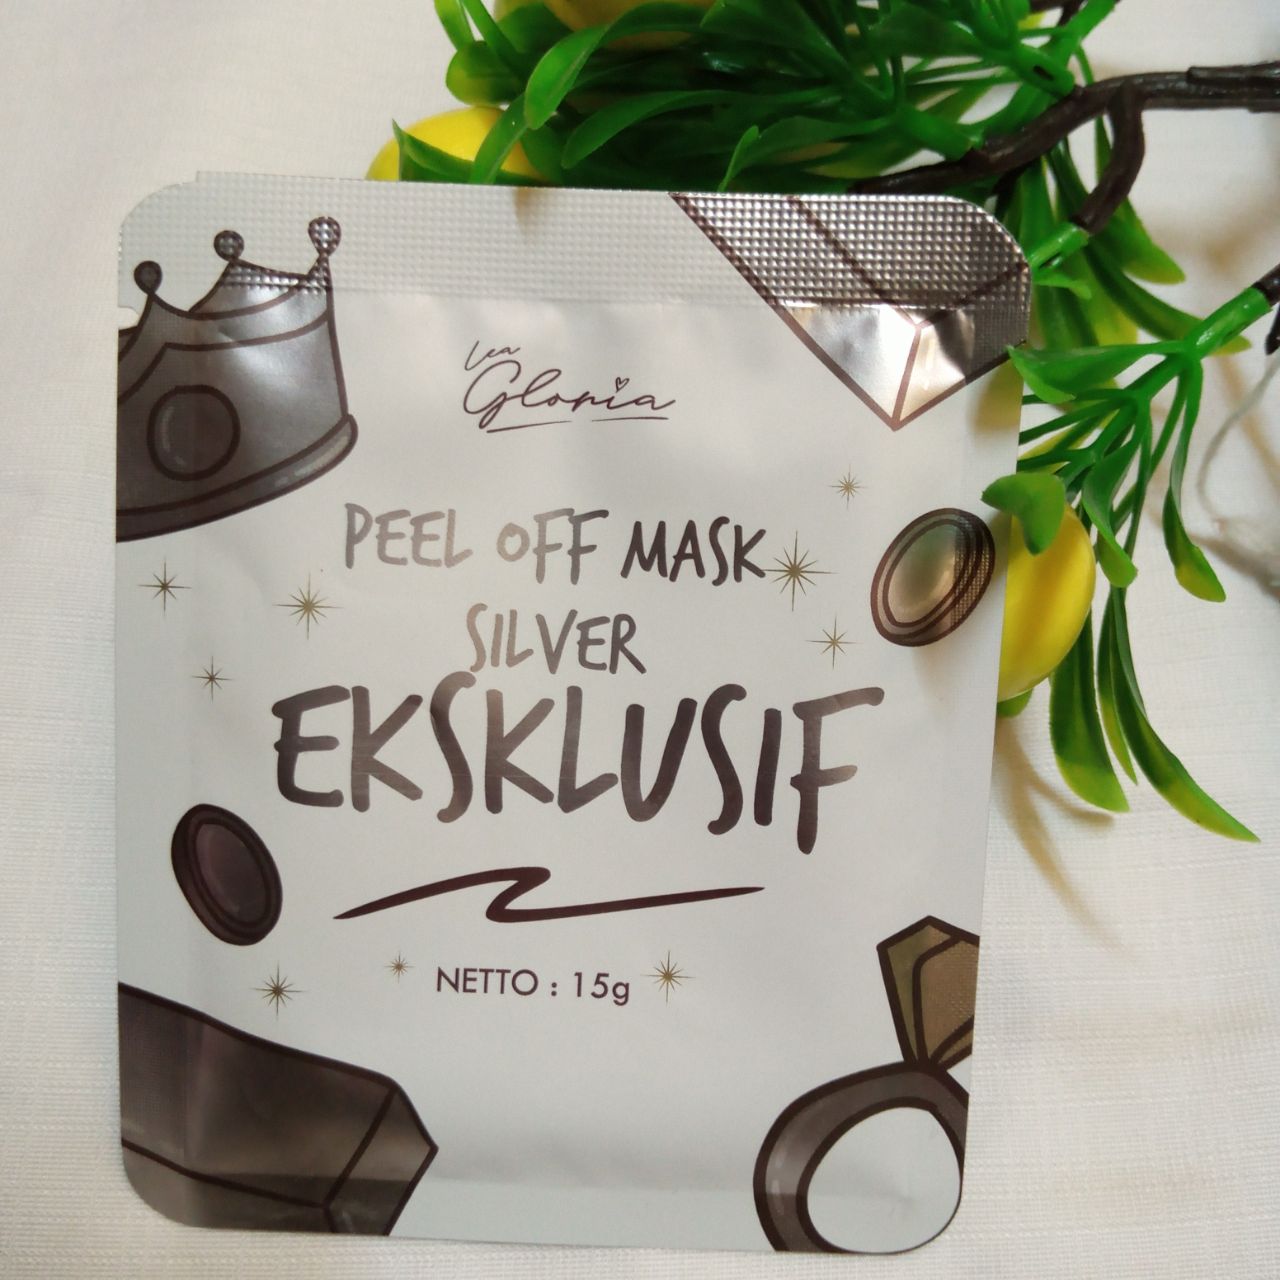 Lea
Gloria
PEEL OFF MASK
SILVER
EKSKLUSIF
NETTO : 15g